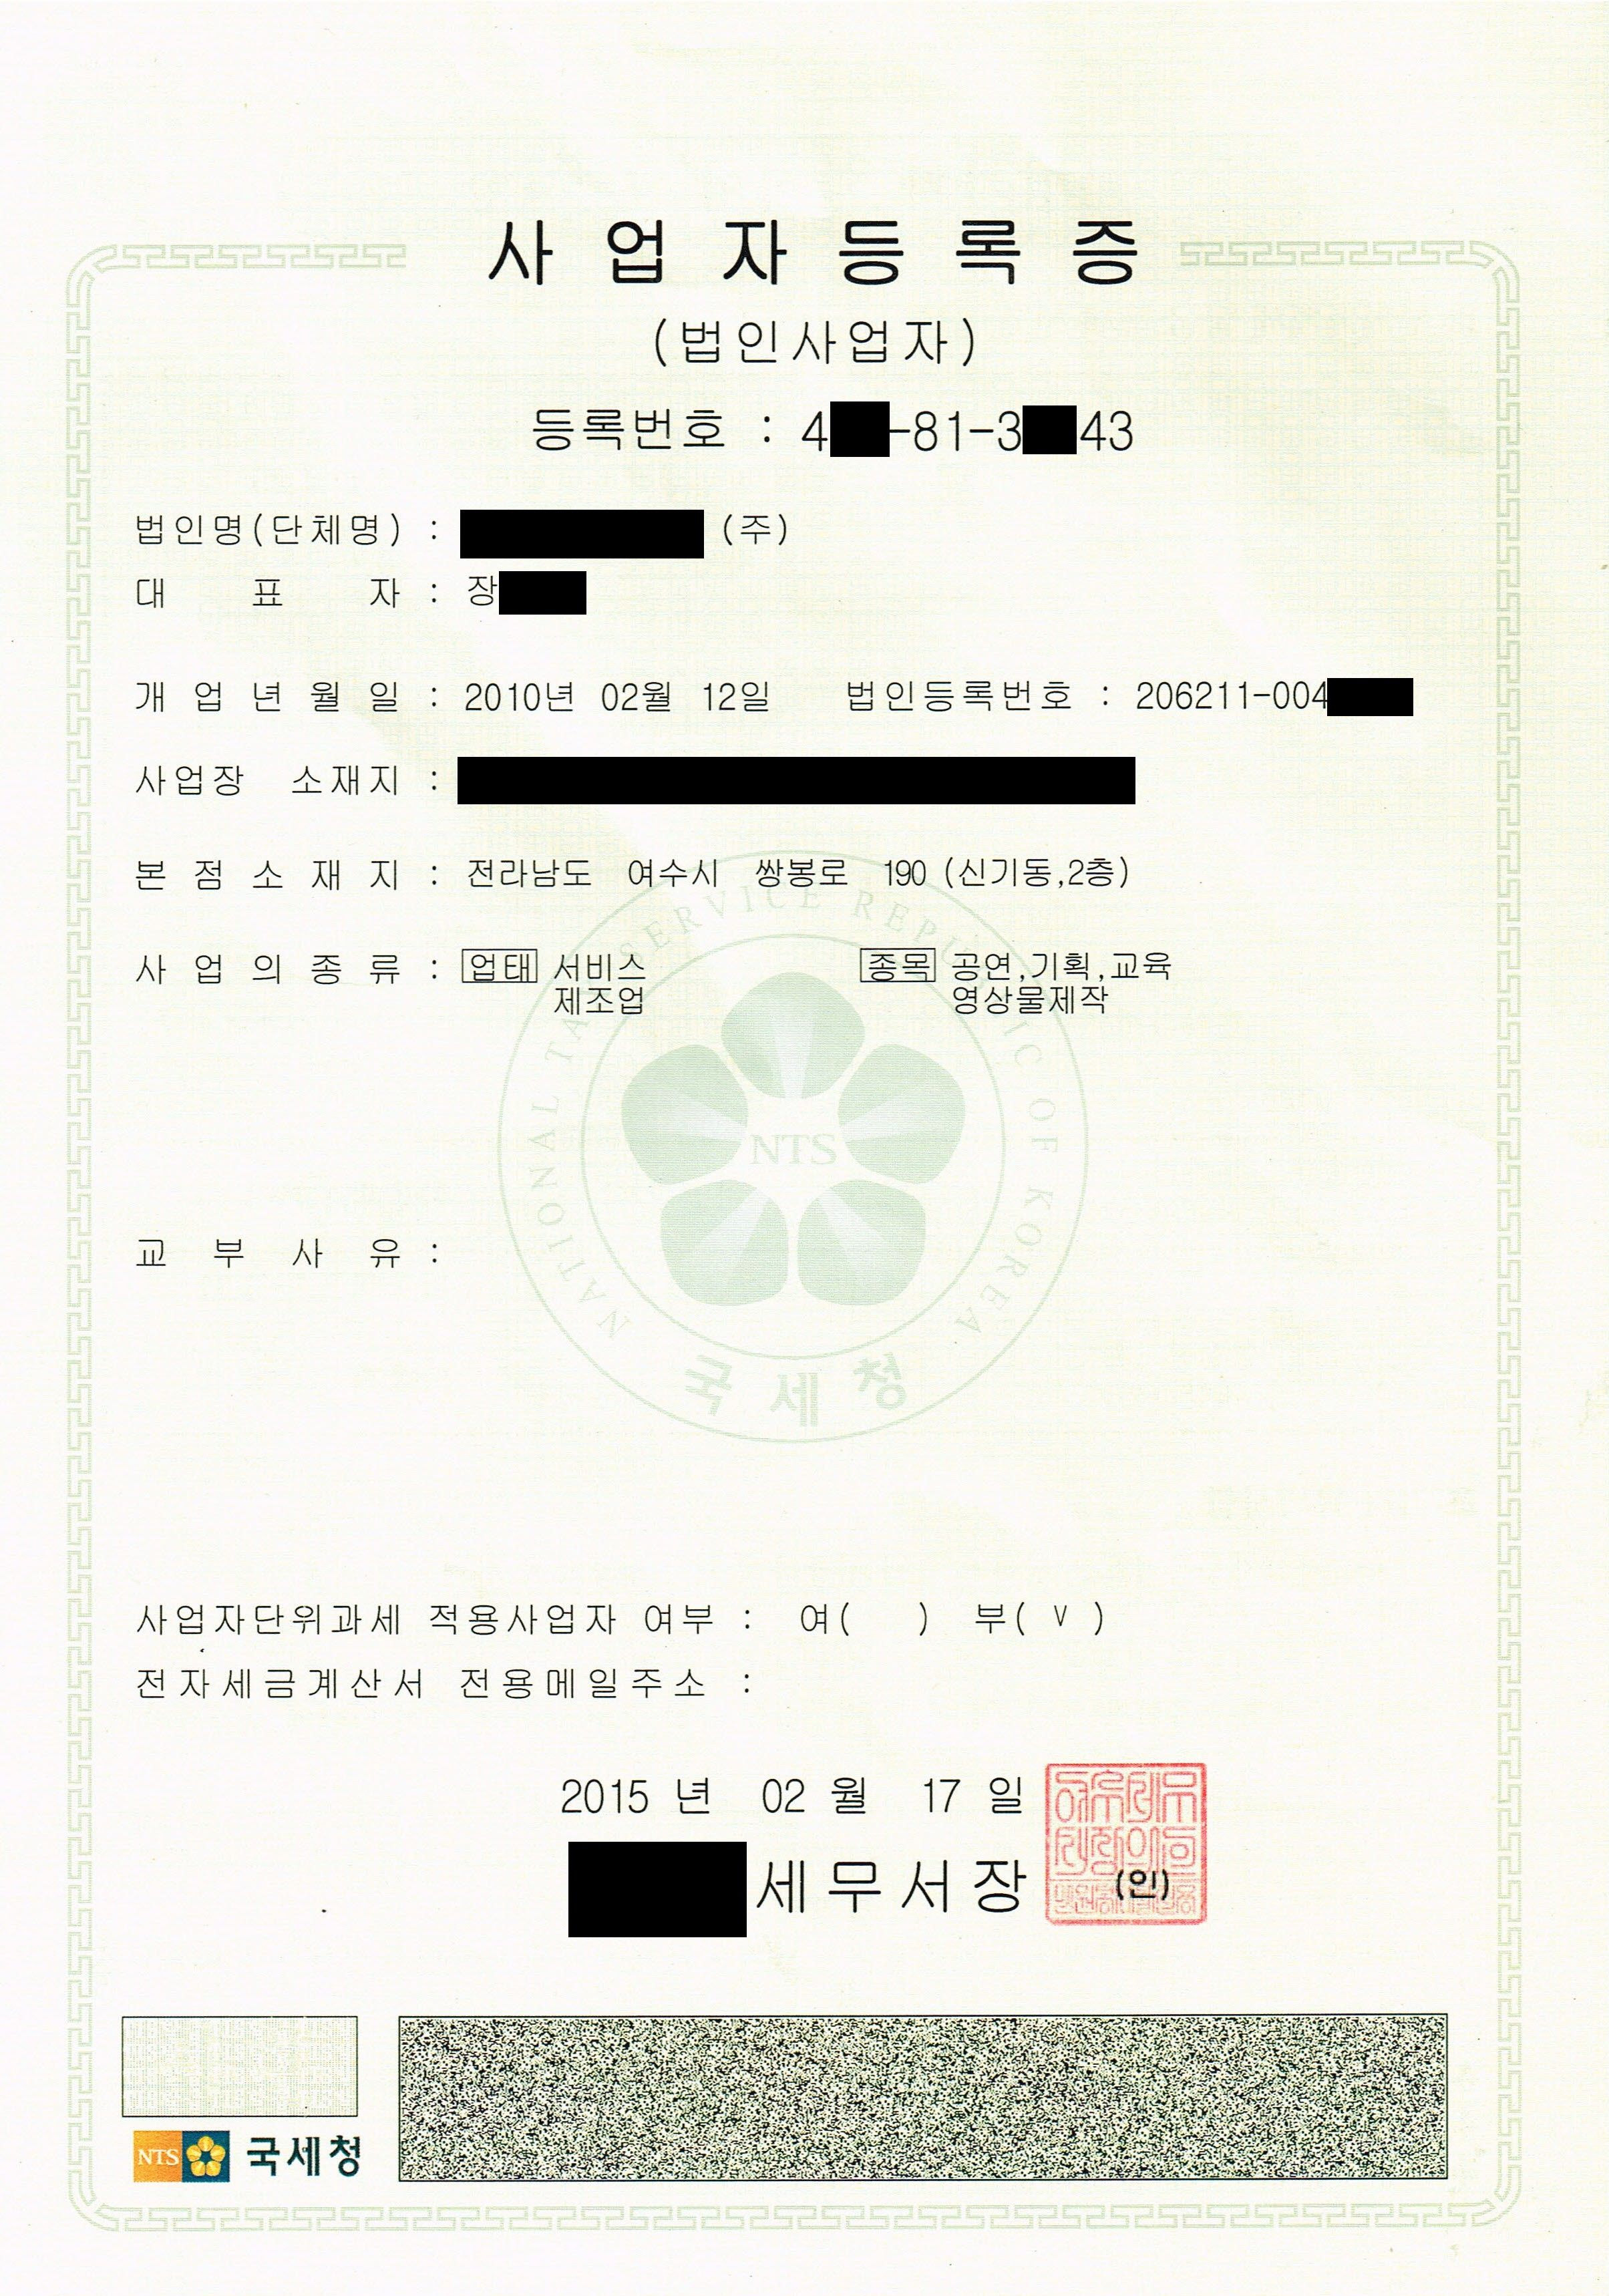 사업자등록증
(법인사업자)
등록번호 : 4 -81-3 43
법인명(단체명) : (주)
대표자 : 장
개업년월일 : 2010년 02월 12일 법인등록번호 : 206211-004
사업장 소재지 :
본점소재지 : 전라남도 여수시 쌍봉로 190 (신기동,2층)
사업의종류 : 업태 서비스 종목 공연,기획,교육
제조업 영상물제작
NATIONAL TAX SERVICE REPUBLIC OF KOREA
NTS
국세청
교부사유 :
사업자단위과세 적용사업자 여부 : 여( ) 부( v )
전자세금계산서 전용메일주소 :
2015 년 02 월 17 일
세무서장 (인)
NTS 국세청